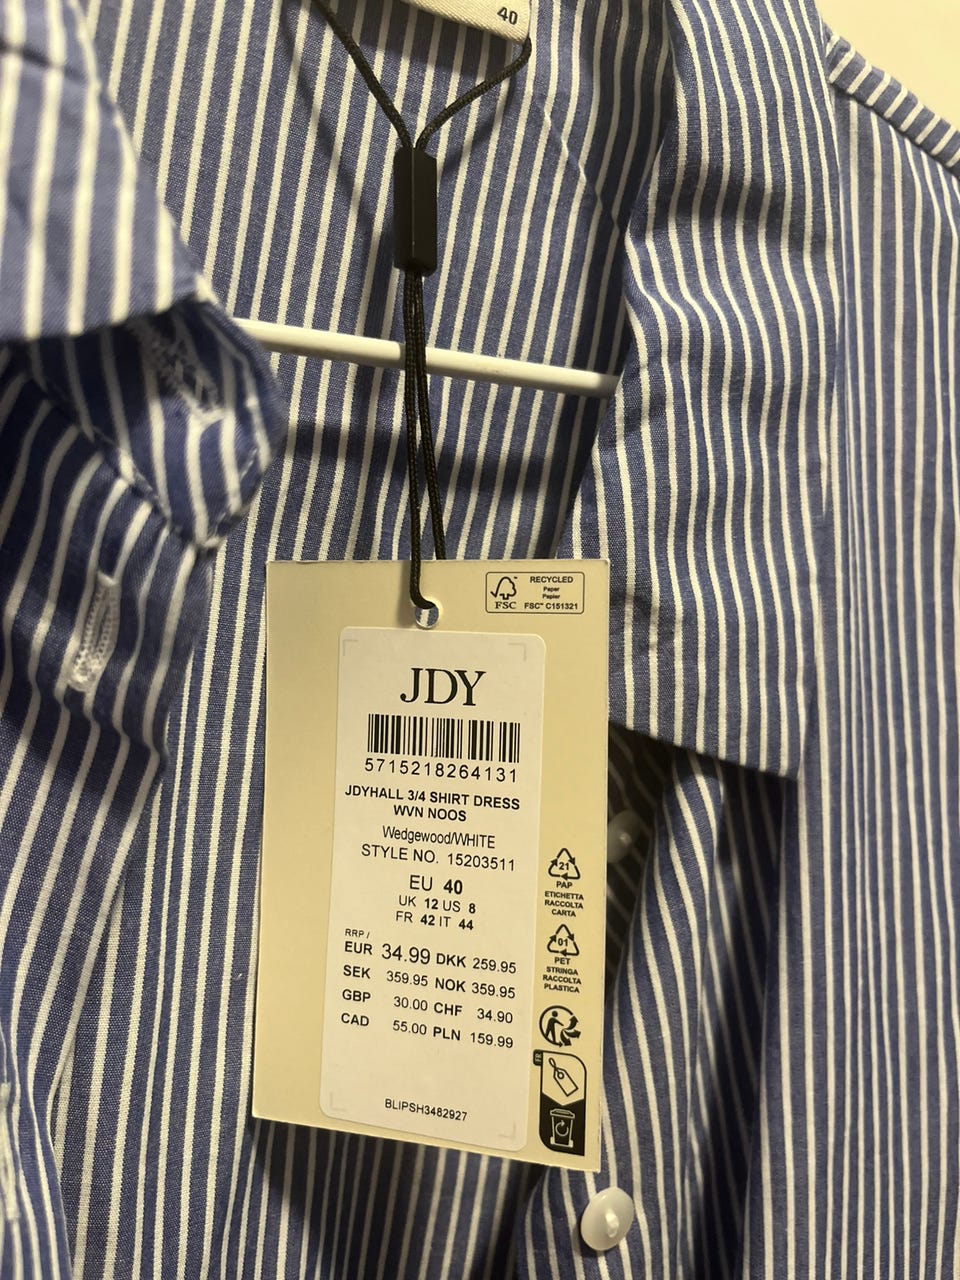 40
RECYCLED
Paper
Papier
FSC™ C151321
FSC
JDY
5715218264131
JDYHALL 3/4 SHIRT DRESS
WVN NOOS
Wedgewood/WHITE
STYLE NO. 15203511
EU 40
UK 12 US 8
FR 42 IT 44
RRP /
EUR 34.99 DKK 259.95
SEK 359.95 NOK 359.95
GBP 30.00 CHF 34.90
CAD 55.00 PLN 159.99
BLIPSH3482927
21
PAP
ETICHETTA
RACCOLTA
CARTA
01
PET
STRINGA
RACCOLTA
PLASTICA
FR